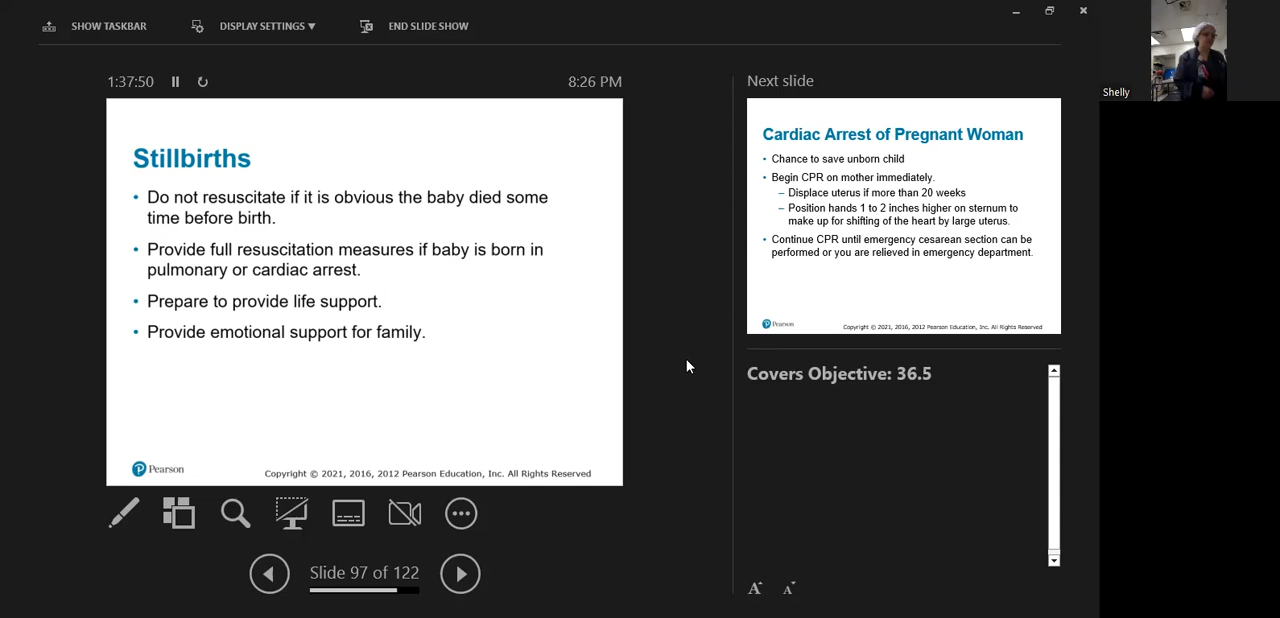 SHOW TASKBAR
DISPLAY SETTINGS ▼
END SLIDE SHOW
1:37:50
8:26 PM
Stillbirths
• Do not resuscitate if it is obvious the baby died some
time before birth.
• Provide full resuscitation measures if baby is born in
pulmonary or cardiac arrest.
• Prepare to provide life support.
• Provide emotional support for family.
Pearson
Copyright © 2021, 2016, 2012 Pearson Education, Inc. All Rights Reserved
Slide 97 of 122
Next slide
Cardiac Arrest of Pregnant Woman
• Chance to save unborn child
• Begin CPR on mother immediately.
– Displace uterus if more than 20 weeks
– Position hands 1 to 2 inches higher on sternum to
make up for shifting of the heart by large uterus.
• Continue CPR until emergency cesarean section can be
performed or you are relieved in emergency department.
Pearson
Copyright © 2021, 2016, 2012 Pearson Education, Inc. All Rights Reserved
Covers Objective: 36.5
A A
Shelly